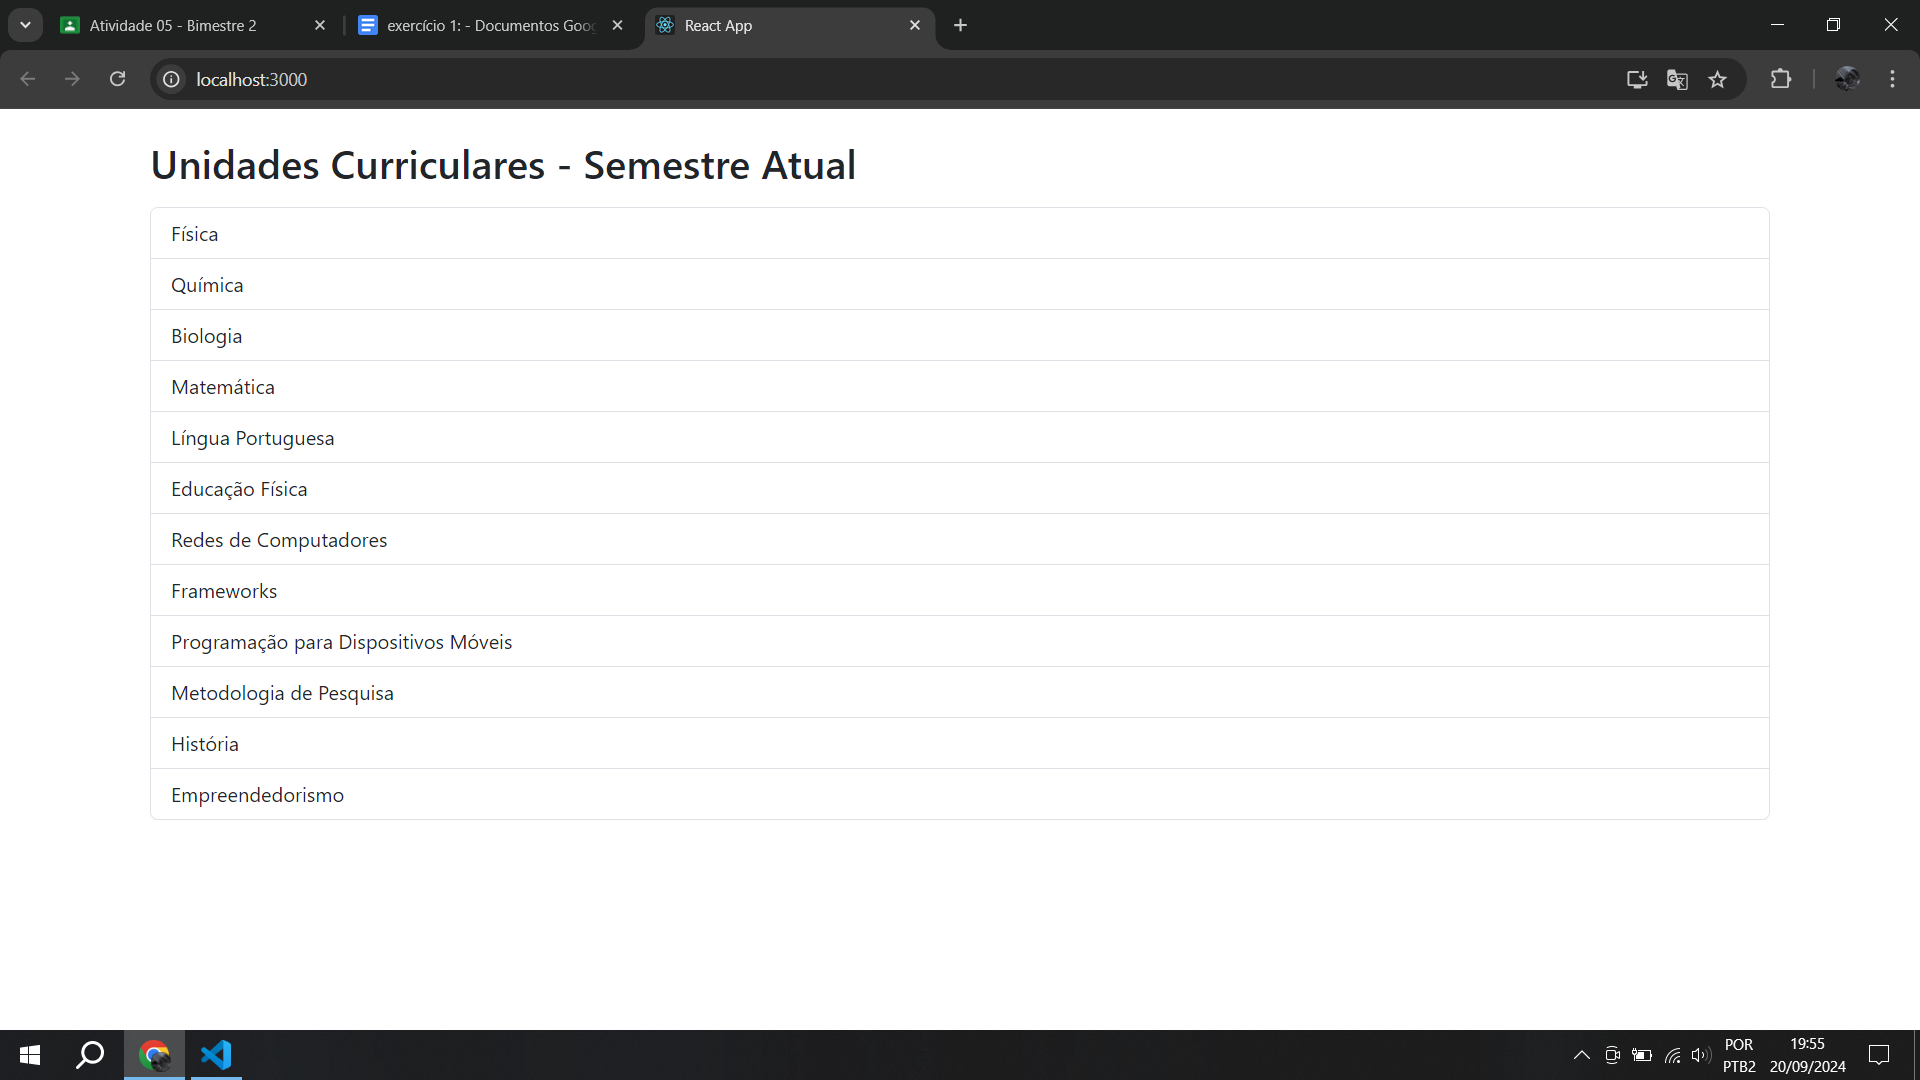 Atividade 05 - Bimestre 2
exercício 1: - Documentos Goog
React App
localhost:3000
Unidades Curriculares - Semestre Atual
Física
Química
Biologia
Matemática
Língua Portuguesa
Educação Física
Redes de Computadores
Frameworks
Programação para Dispositivos Móveis
Metodologia de Pesquisa
História
Empreendedorismo
POR
PTB2
19:55
20/09/2024